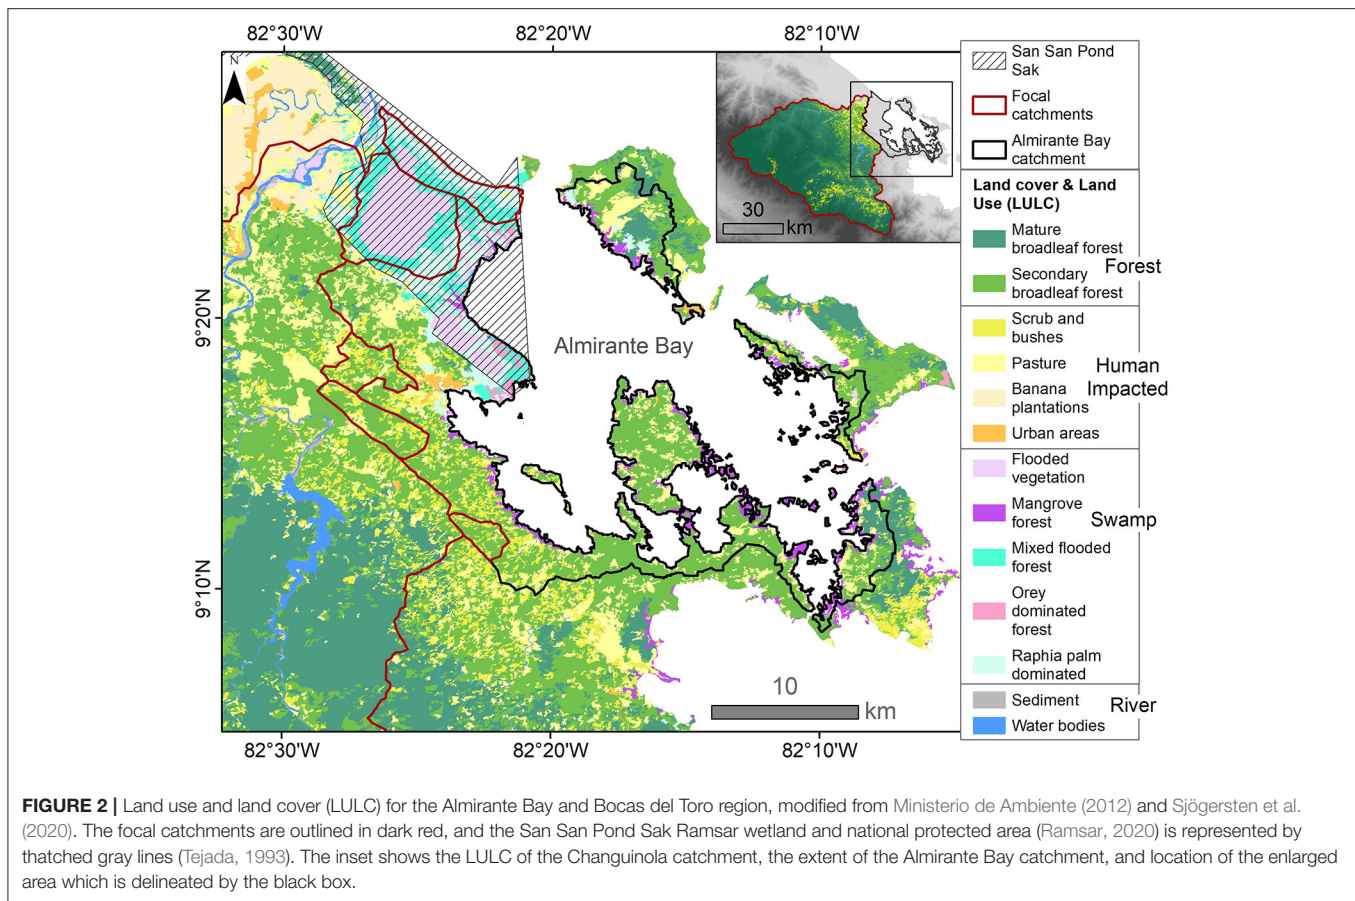 82°30'W 82°20'W 82°10'W
N
9°20'N
9°10'N
Almirante Bay
30
km
10
km
82°30'W 82°20'W 82°10'W
San San Pond
Sak
Focal
catchments
Almirante Bay
catchment
Land cover & Land
Use (LULC)
Mature
broadleaf forest
Secondary
broadleaf forest
Forest
Scrub and
bushes
Pasture
Banana
plantations
Urban areas
Human
Impacted
Flooded
vegetation
Mangrove
forest
Mixed flooded
forest
Orey
dominated
forest
Raphia palm
dominated
Swamp
Sediment
Water bodies
River
FIGURE 2 | Land use and land cover (LULC) for the Almirante Bay and Bocas del Toro region, modified from Ministerio de Ambiente (2012) and Sjögersten et al.
(2020). The focal catchments are outlined in dark red, and the San San Pond Sak Ramsar wetland and national protected area (Ramsar, 2020) is represented by
thatched gray lines (Tejada, 1993). The inset shows the LULC of the Changuinola catchment, the extent of the Almirante Bay catchment, and location of the enlarged
area which is delineated by the black box.